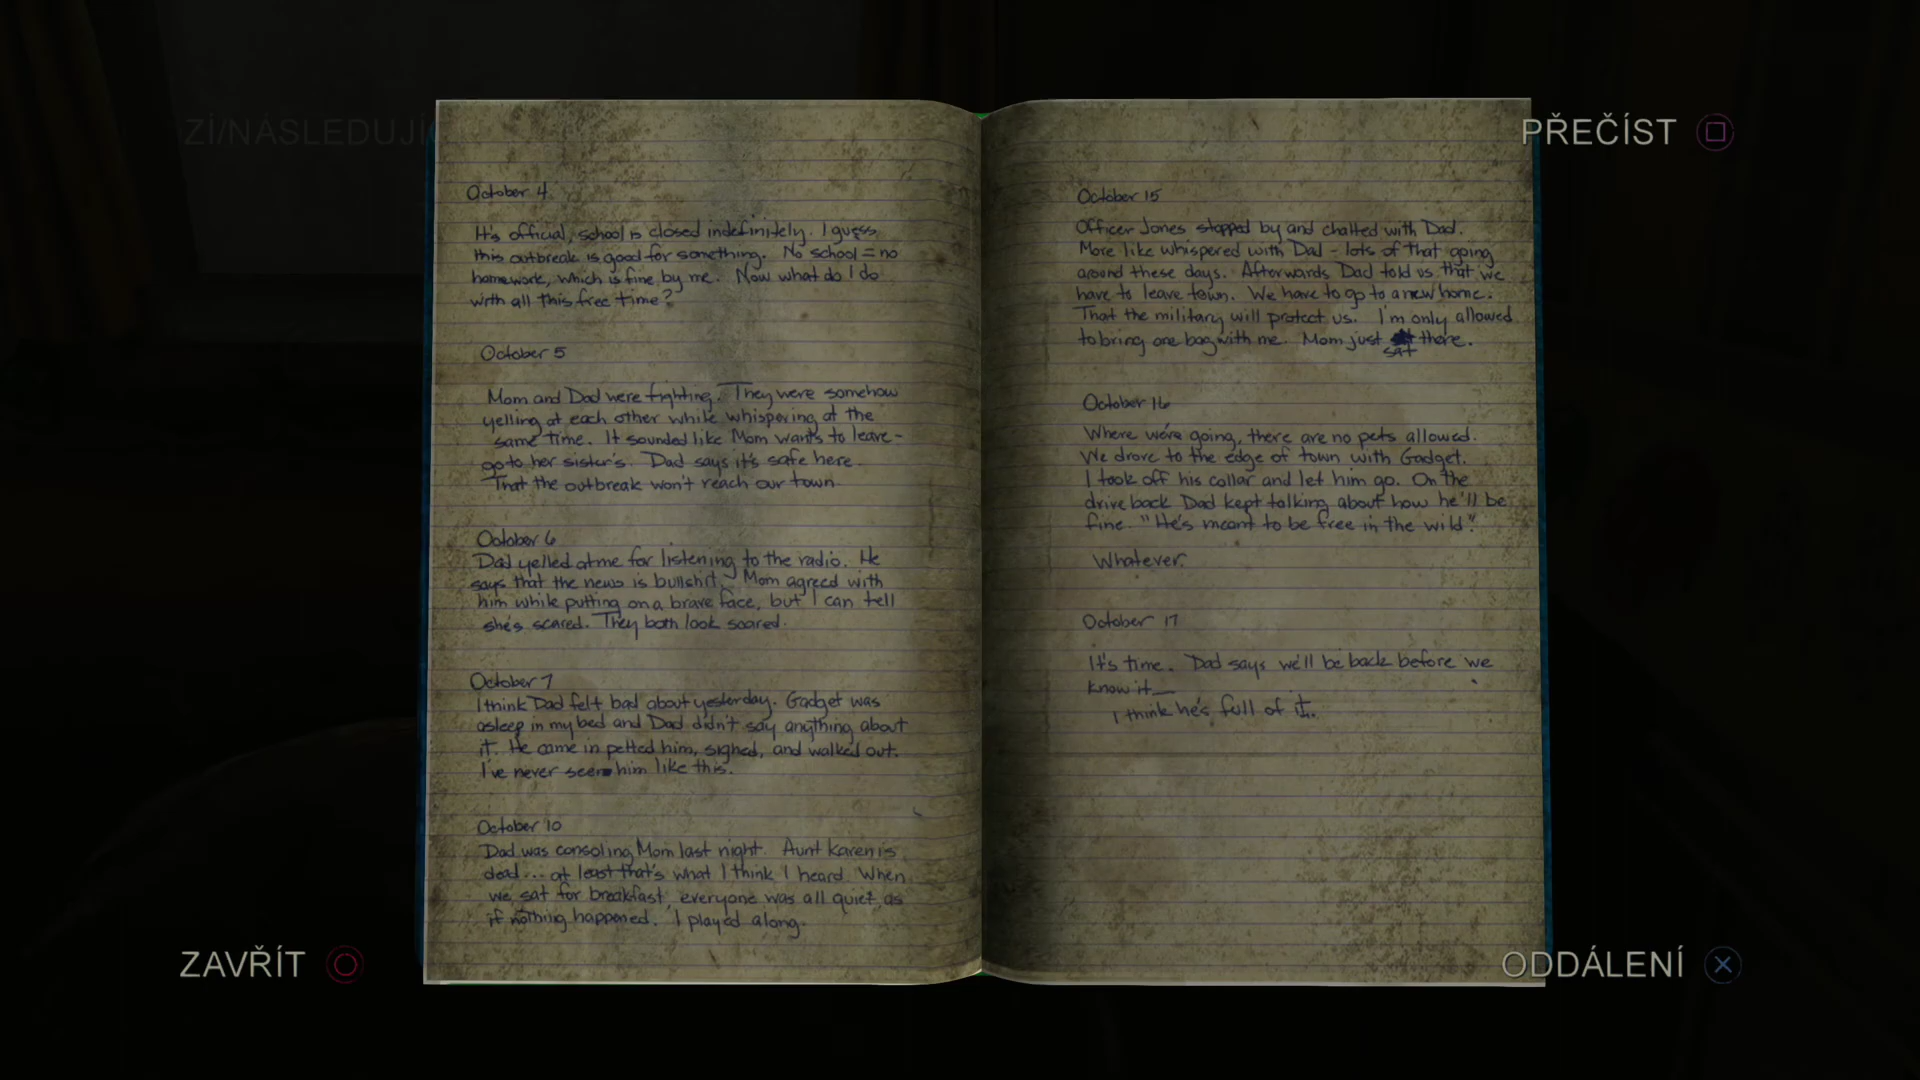 ZÍ/NÁSLEDUJÍC
PŘEČÍST
October 4
It's official, school is closed indefinitely. I guess
this outbreak is good for something. No school = no
homework, which is fine by me. Now what do I do
with all this free time?
October 5
Mom and Dad were fighting. They were somehow
yelling at each other while whispering at the
same time. It sounded like Mom wants to leave -
go to her sister's. Dad says it's safe here.
That the outbreak won't reach our town.
October 6
Dad yelled at me for listening to the radio. He
says that the news is bullshit. Mom agreed with
him while putting on a brave face, but I can tell
she's scared. They both look scared.
October 7
I think Dad felt bad about yesterday. Gadget was
asleep in my bed and Dad didn't say anything about
it. He came in petted him, sighed, and walked out.
I've never seen him like this.
October 10
Dad was consoling Mom last night. Aunt Karen is
dead... at least that's what I think I heard. When
we sat for breakfast, everyone was all quiet, as
if nothing happened. I played along.
October 15
Officer Jones stopped by and chatted with Dad.
More like whispered with Dad - lots of that going
around these days. Afterwards Dad told us that we
have to leave town. We have to go to a new home.
That the military will protect us. I'm only allowed
to bring one bag with me. Mom just sat there.
October 16
Where we're going, there are no pets allowed.
We drove to the edge of town with Gadget.
I took off his collar and let him go. On the
drive back Dad kept talking about how he'll be
fine. "He's meant to be free in the wild".
Whatever.
October 17
It's time. Dad says we'll be back before we
know it—
I think he's full of it.
ZAVŘÍT
ODDÁLENÍ